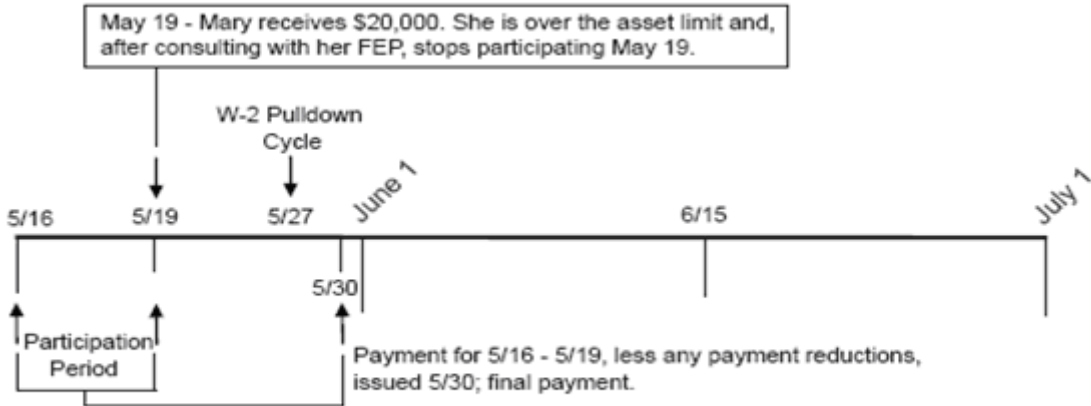 May 19 - Mary receives $20,000. She is over the asset limit and,
after consulting with her FEP, stops participating May 19.
W-2 Pulldown
Cycle
5/16
5/19
5/27
June 1
6/15
July 1
5/30
Participation
Period
Payment for 5/16 - 5/19, less any payment reductions,
issued 5/30; final payment.